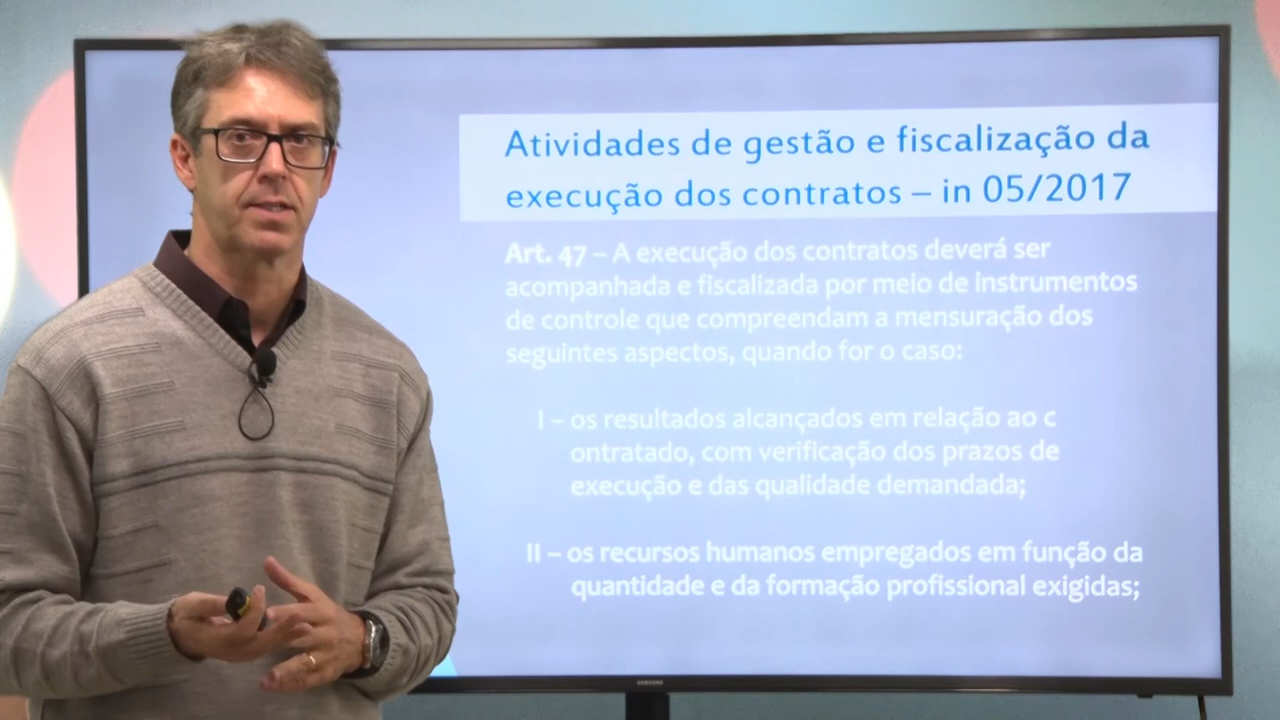 Atividades de gestão e fiscalização da
execução dos contratos – in 05/2017
Art. 47 – A execução dos contratos deverá ser
acompanhada e fiscalizada por meio de instrumentos
de controle que compreendam a mensuração dos
seguintes aspectos, quando for o caso:
I – os resultados alcançados em relação ao c
ontratado, com verificação dos prazos de
execução e das qualidade demandada;
II – os recursos humanos empregados em função da
quantidade e da formação profissional exigidas;
SAMSUNG